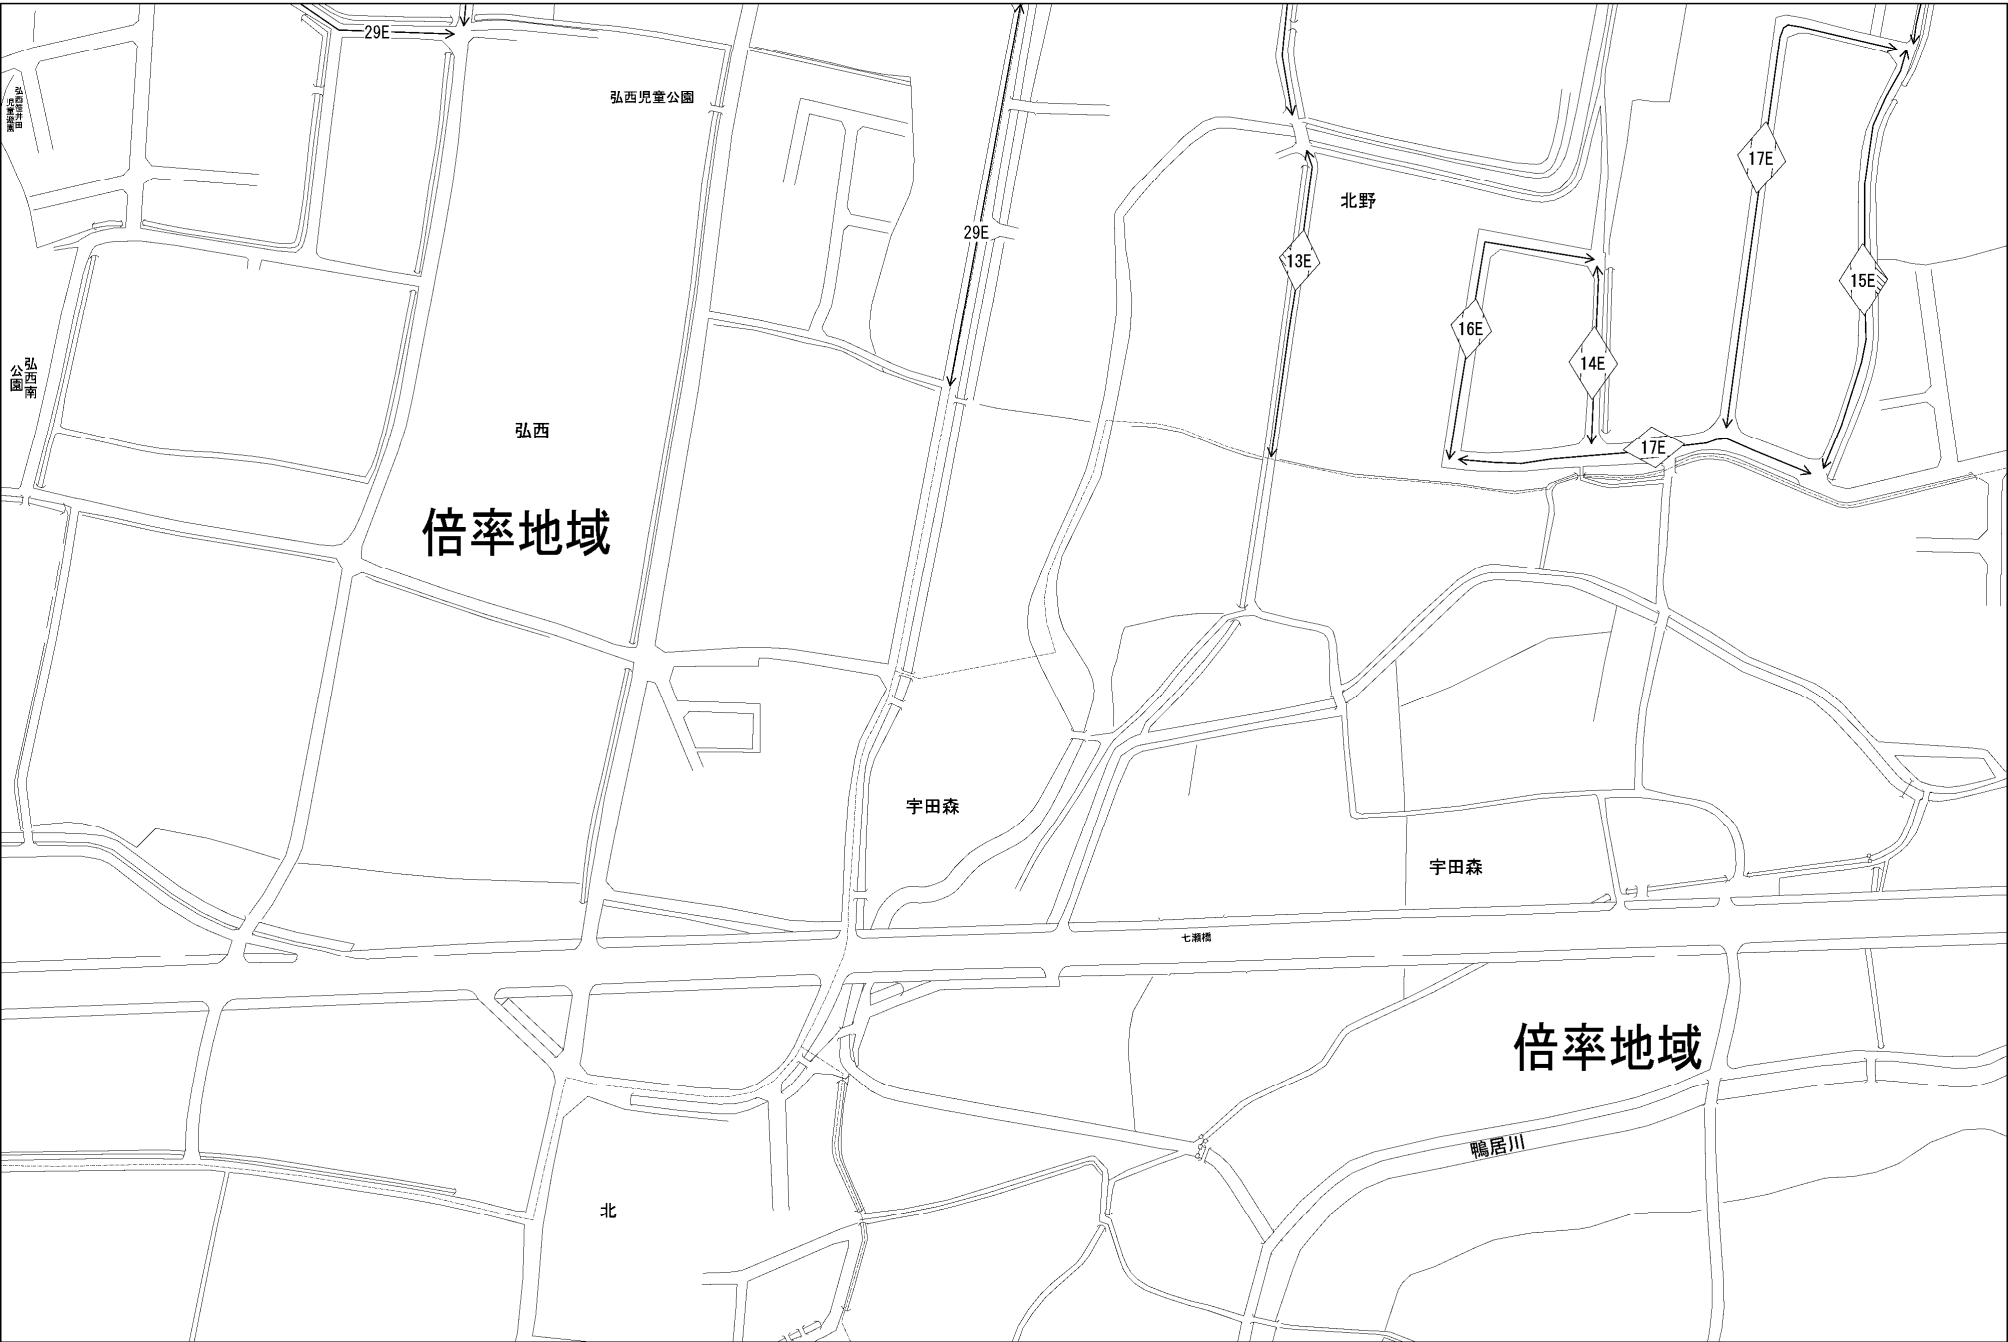 29E
弘西児童公園
弘西笹井田
児童遊園
17E
北野
29E
13E
15E
16E
14E
弘西南
公園
弘西
17E
倍率地域
宇田森
宇田森
七瀬橋
倍率地域
鴨居川
北